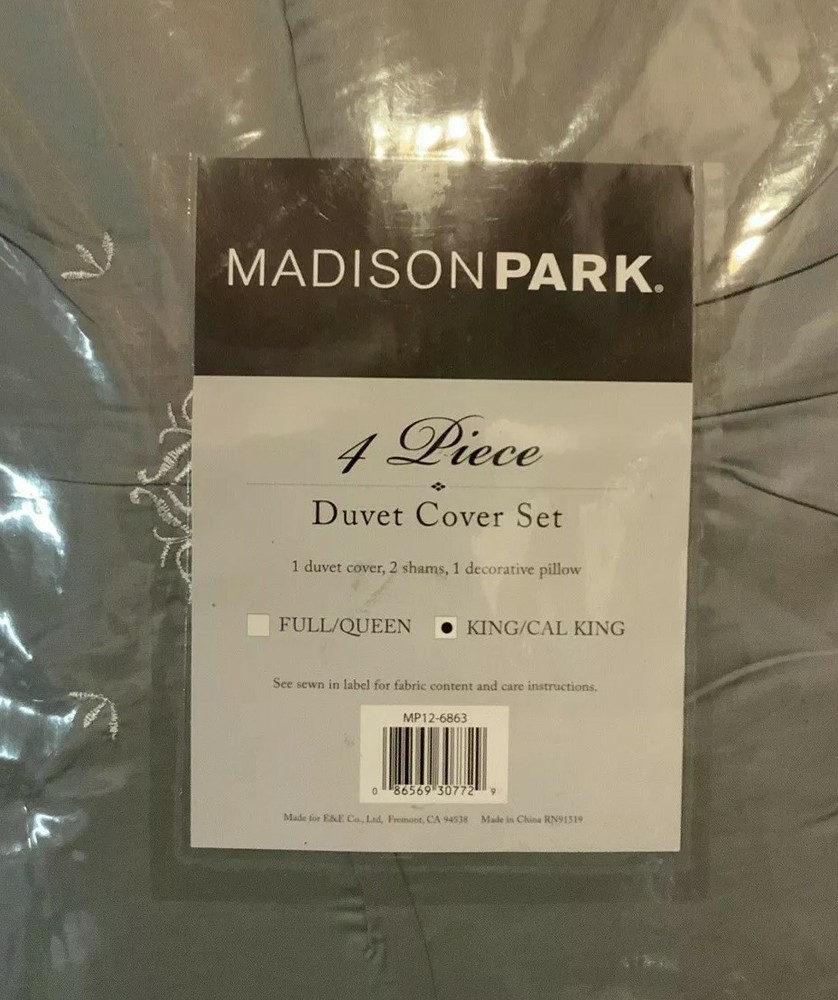 MADISONPARK®
4 Piece
Duvet Cover Set
1 duvet cover, 2 shams, 1 decorative pillow
FULL/QUEEN KING/CAL KING
See sewn in label for fabric content and care instructions.
MP12-6863
0 86569 30772 9
Made for E&E Co., Ltd, Fremont, CA 94538 Made in China RN91519